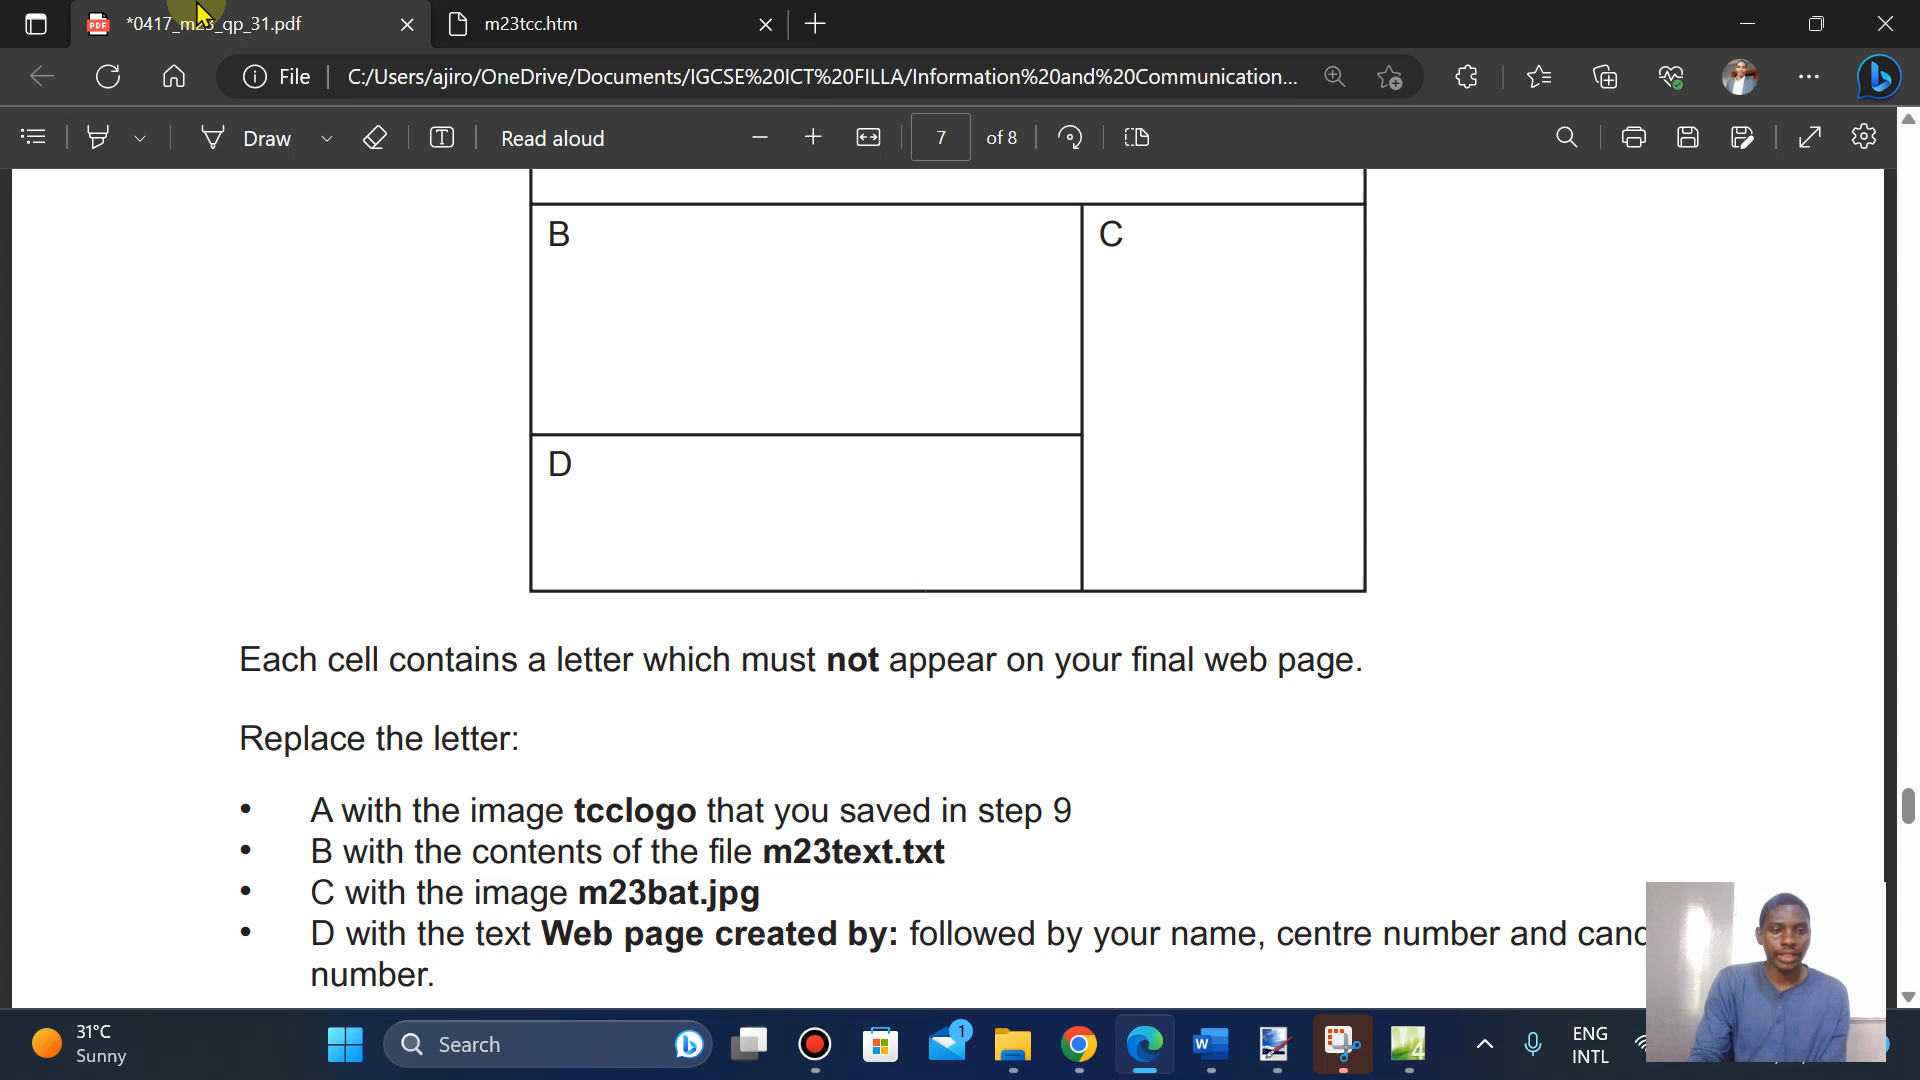 *0417_m23_qp_31.pdf
m23tcc.htm
File
C:/Users/ajiro/OneDrive/Documents/IGCSE%20ICT%20FILLA/Information%20and%20Communication...
Draw
Read aloud
7 of 8
B
C
D
Each cell contains a letter which must not appear on your final web page.
Replace the letter:
• A with the image tcclogo that you saved in step 9
• B with the contents of the file m23text.txt
• C with the image m23bat.jpg
• D with the text Web page created by: followed by your name, centre number and cand
number.
31°C
Sunny
Search
1
ENG
INTL